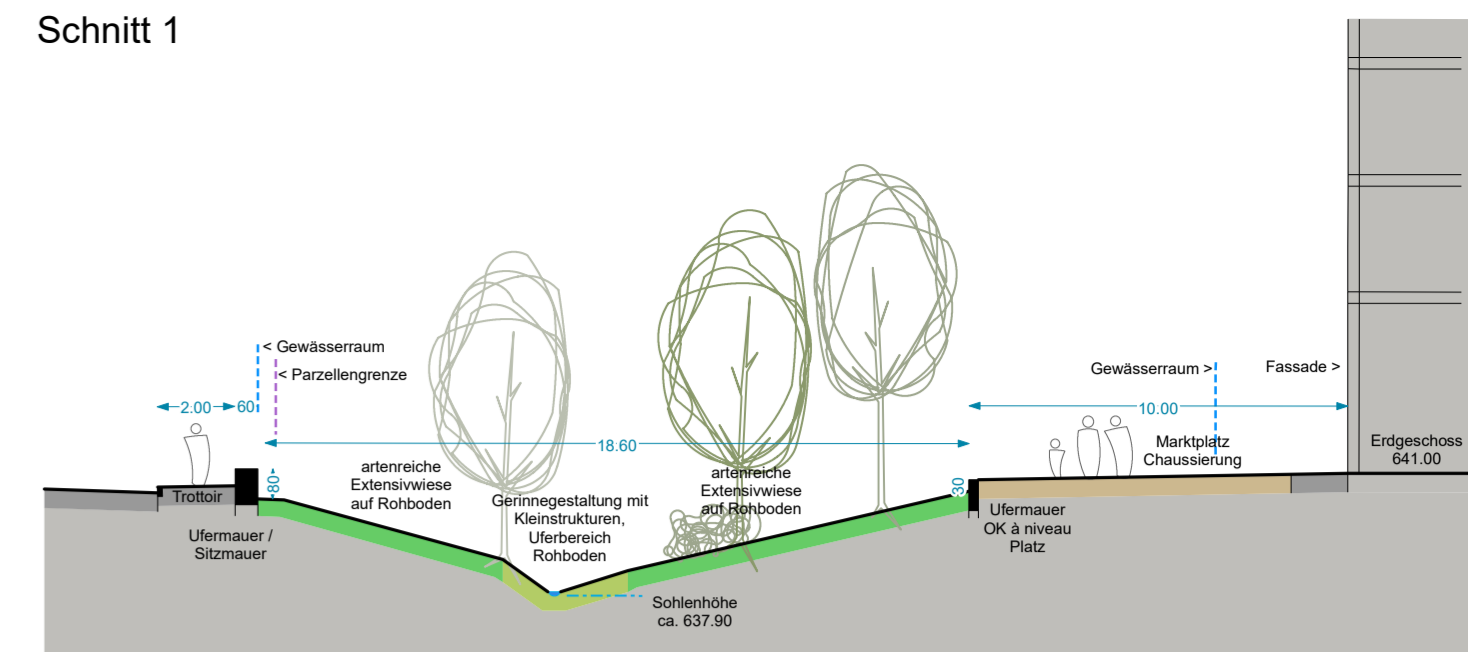 Schnitt 1
< Gewässerraum
< Parzellengrenze
Gewässerraum >
Fassade >
2.00
60
10.00
18.60
80
30
Trottoir
Ufermauer /
Sitzmauer
artenreiche
Extensivwiese
auf Rohboden
Gerinnegestaltung mit
Kleinstrukturen,
Uferbereich
Rohboden
artenreiche
Extensivwiese
auf Rohboden
Sohlenhöhe
ca. 637.90
Ufermauer
OK à niveau
Platz
Marktplatz
Chaussierung
Erdgeschoss
641.00